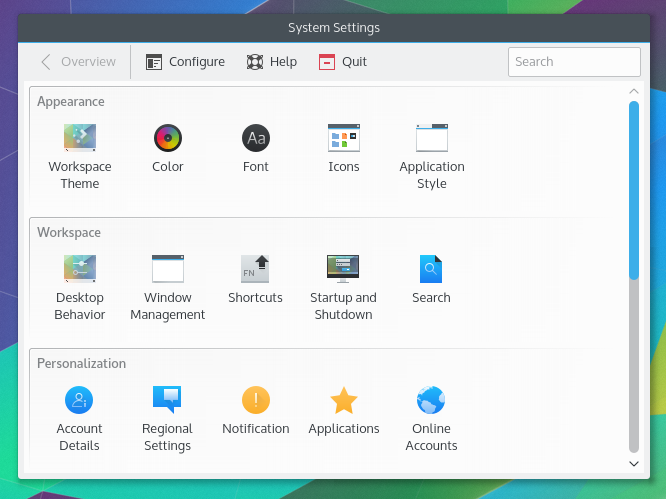 System Settings
Overview Configure Help Quit Search
Appearance
Workspace Theme
Color
Aa
Font
Icons
Application Style
Workspace
Desktop Behavior
Window Management
FN
Shortcuts
Startup and Shutdown
Search
Personalization
Account Details
Regional Settings
Notification
Applications
Online Accounts